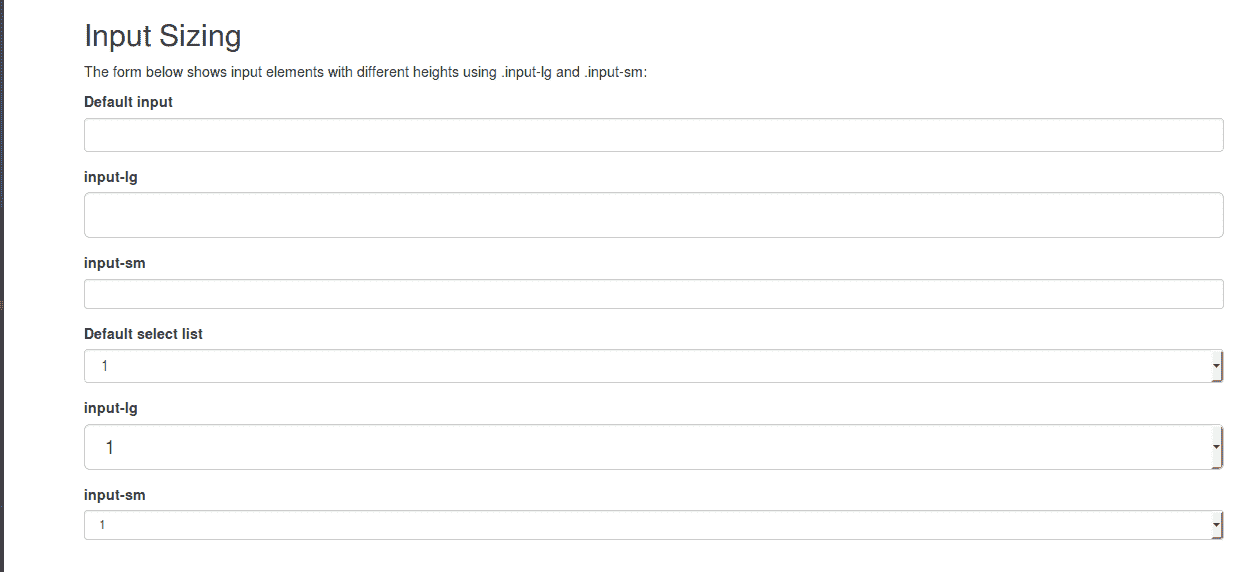 Input Sizing
The form below shows input elements with different heights using .input-lg and .input-sm:
Default input
input-lg
input-sm
Default select list
1
input-lg
1
input-sm
1